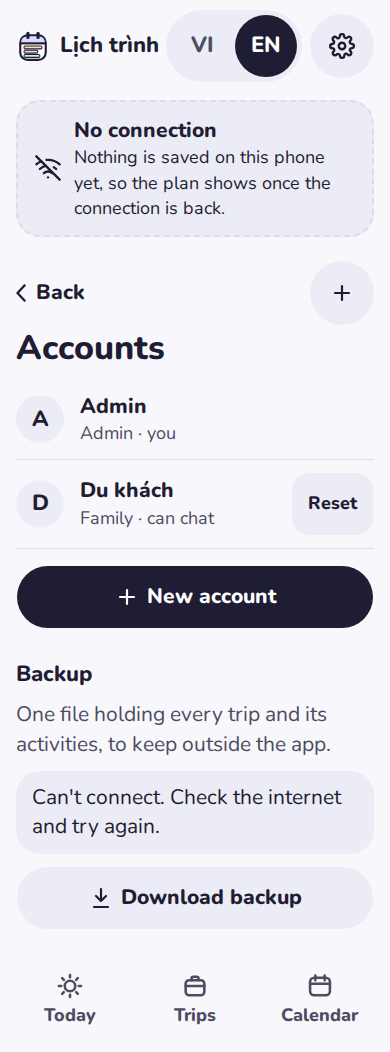 Lịch trình
VI
EN
No connection
Nothing is saved on this phone
yet, so the plan shows once the
connection is back.
Back
Accounts
A
Admin
Admin · you
D
Du khách
Family · can chat
Reset
New account
Backup
One file holding every trip and its
activities, to keep outside the app.
Can't connect. Check the internet
and try again.
Download backup
Today
Trips
Calendar